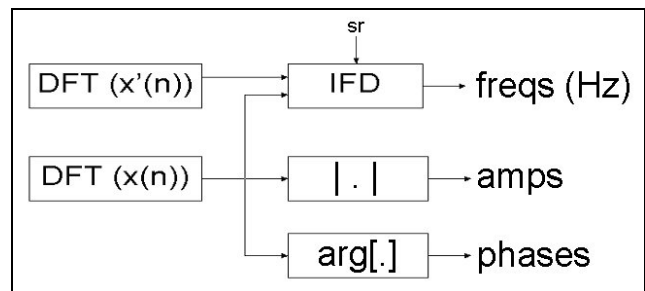 sr
DFT (x'(n))
IFD
freqs (Hz)
DFT (x(n))
| . |
amps
arg[.]
phases